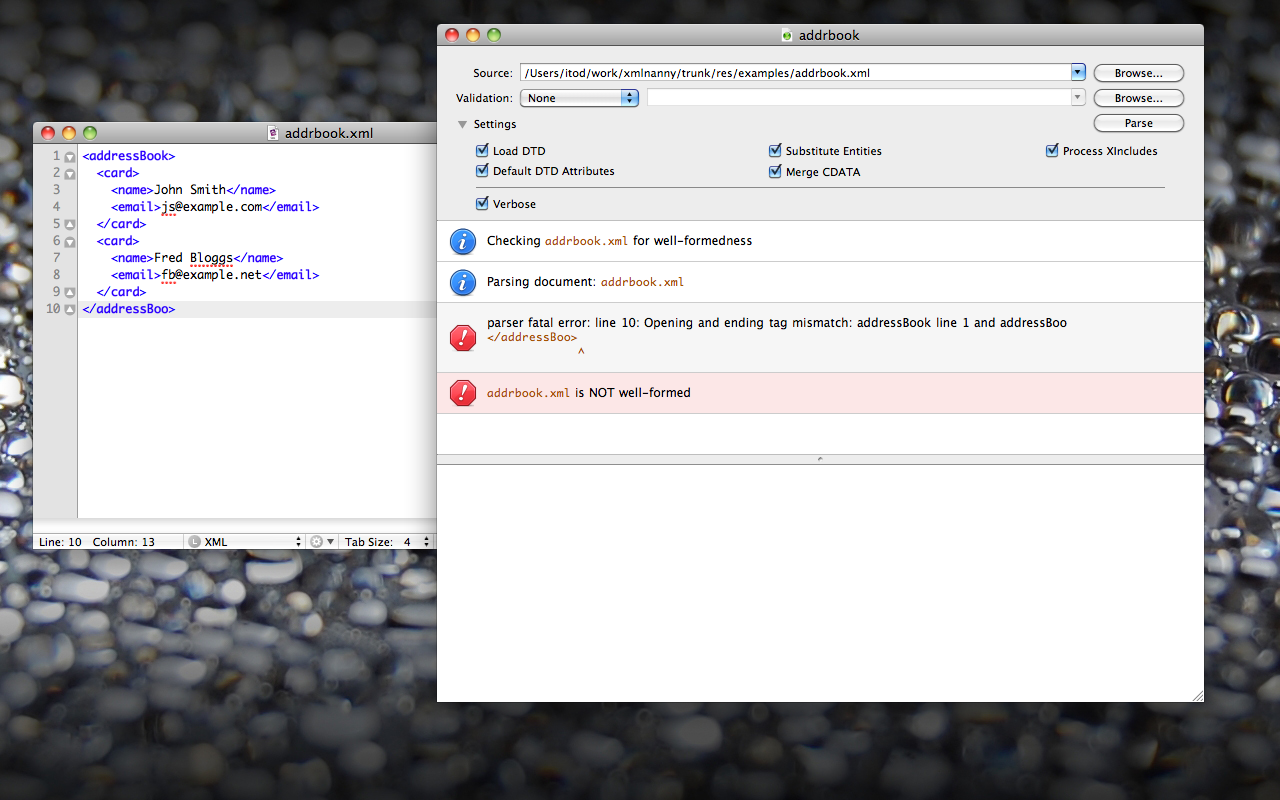 addrbook.xml
1 <addressBook>
2 <card>
3 <name>John Smith</name>
4 <email>js@example.com</email>
5 </card>
6 <card>
7 <name>Fred Bloggs</name>
8 <email>fb@example.net</email>
9 </card>
10 </addressBoo>
Line: 10 Column: 13 L XML Tab Size: 4
addrbook
Source: /Users/itod/work/xmlnanny/trunk/res/examples/addrbook.xml Browse...
Validation: None Browse...
Settings Parse
Load DTD Substitute Entities Process XIncludes
Default DTD Attributes Merge CDATA
Verbose
Checking addrbook.xml for well-formedness
Parsing document: addrbook.xml
parser fatal error: line 10: Opening and ending tag mismatch: addressBook line 1 and addressBoo
</addressBoo>
^
addrbook.xml is NOT well-formed